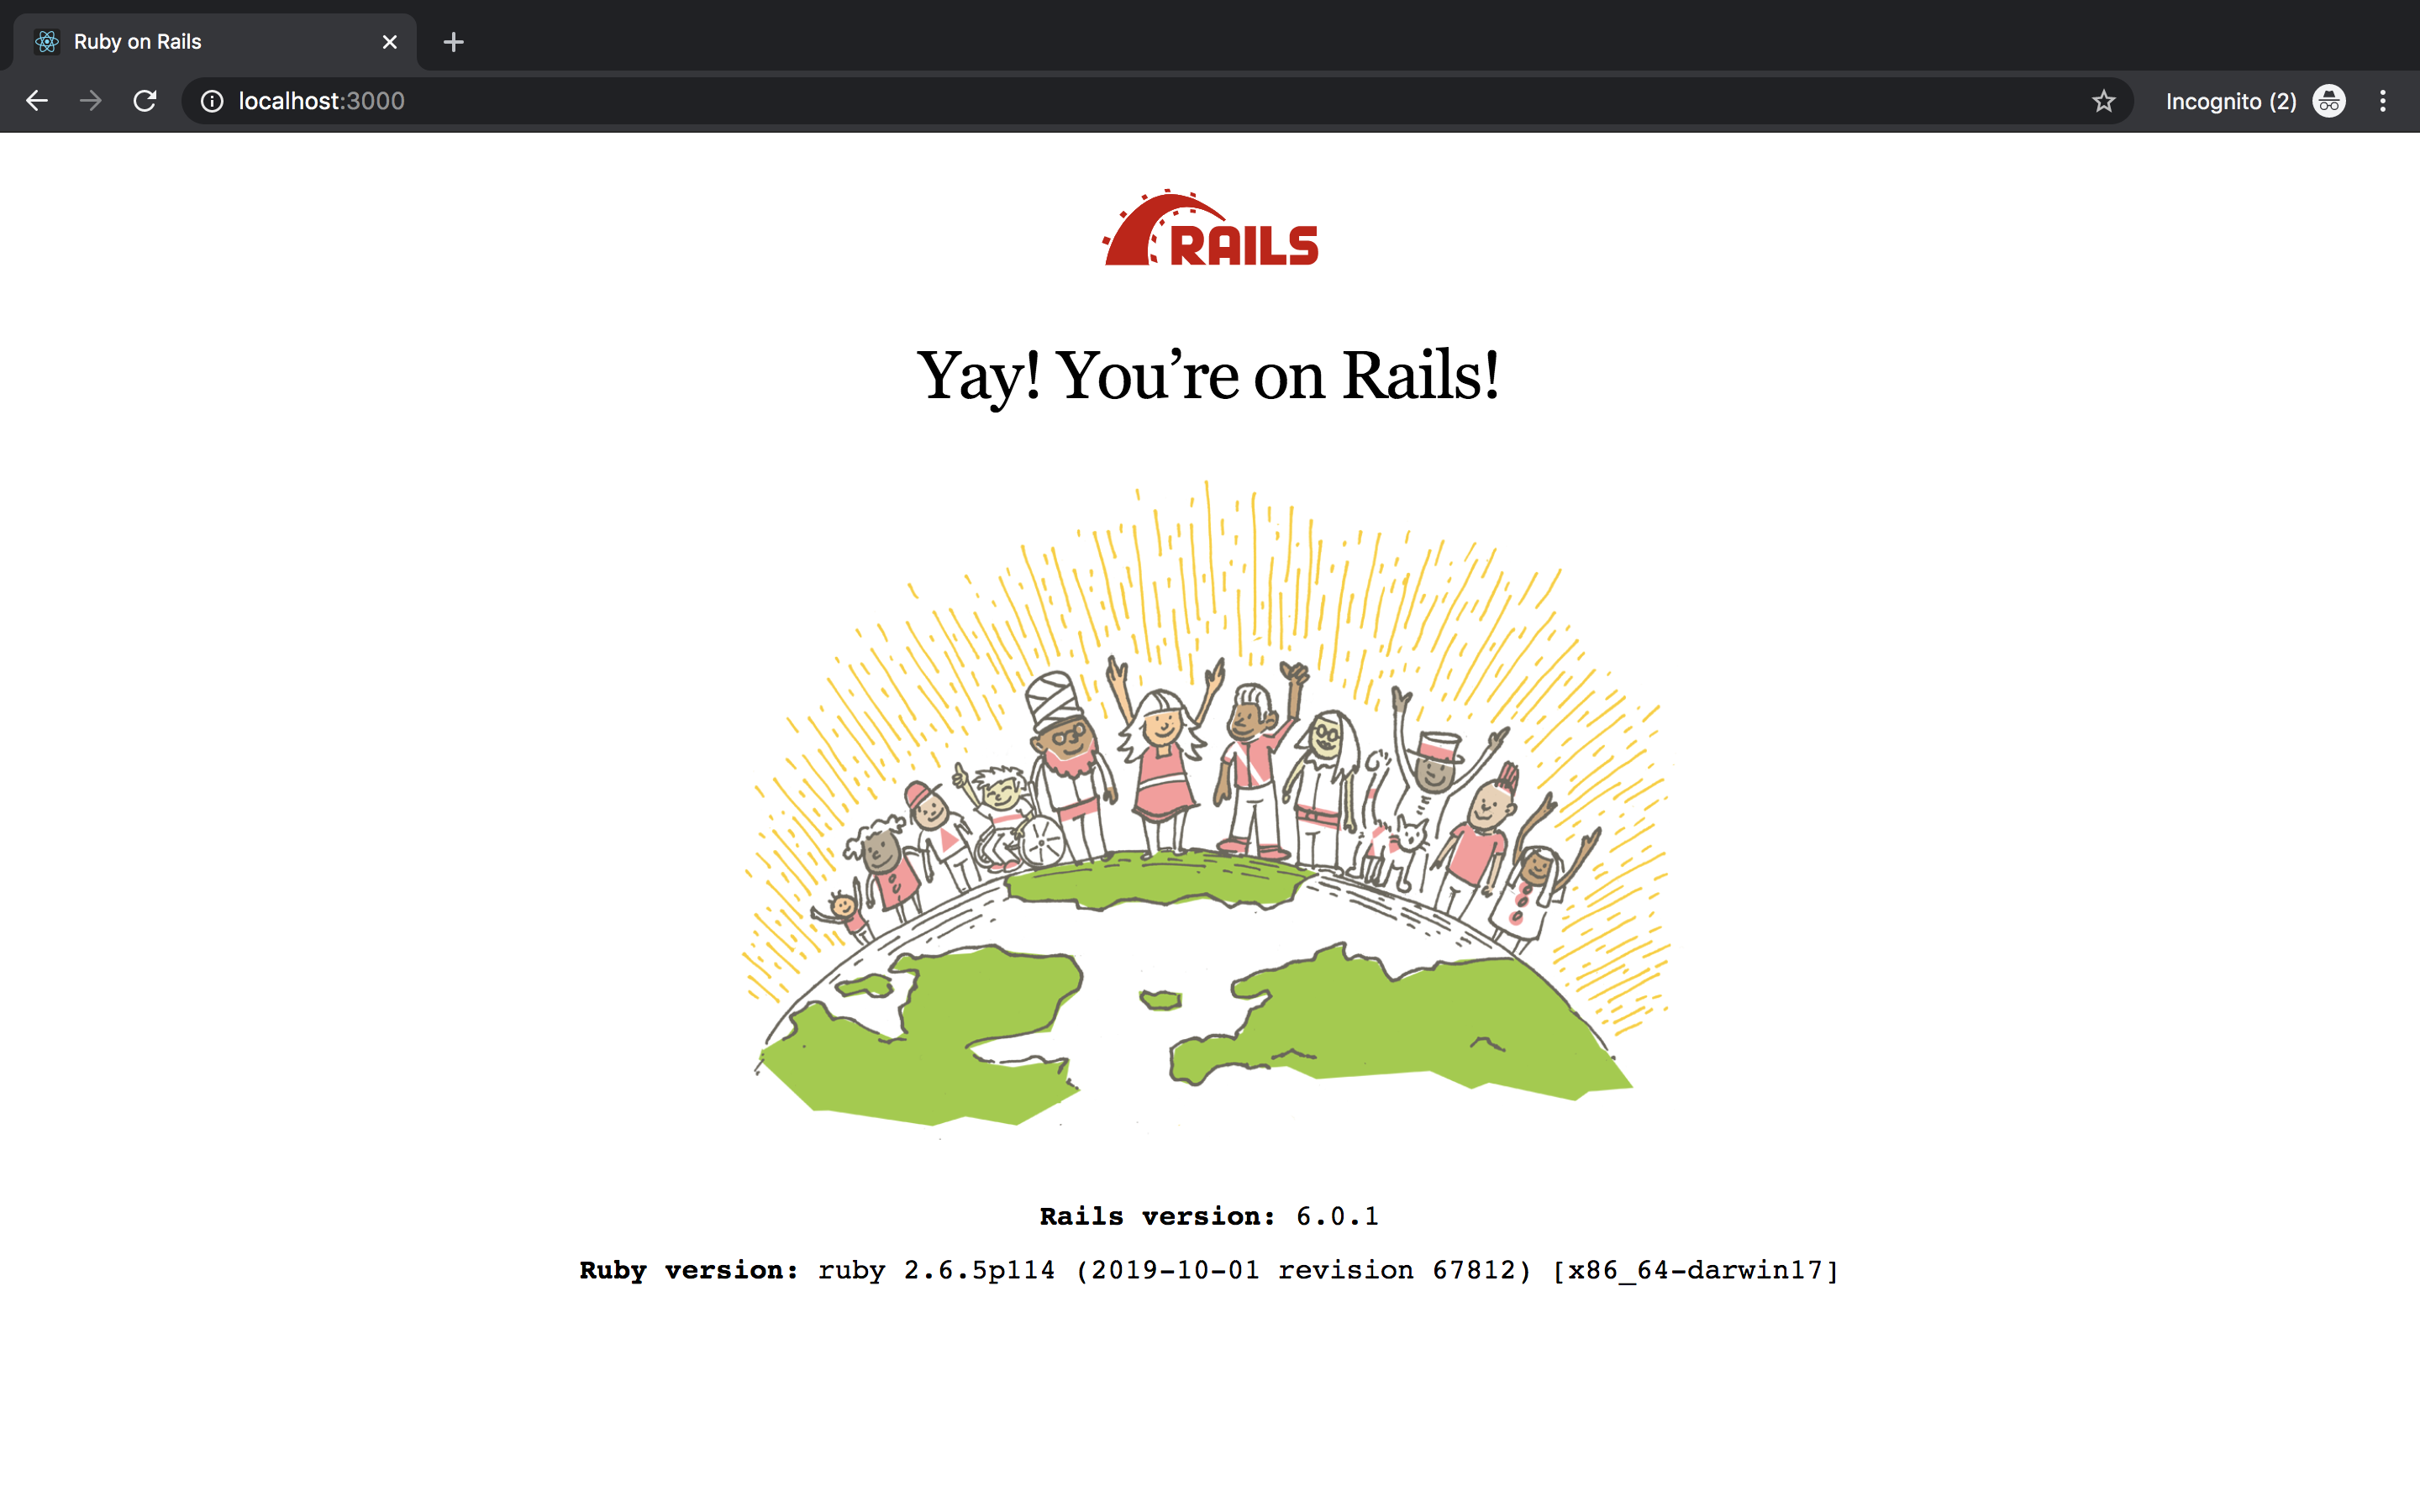 Ruby on Rails
localhost:3000
Incognito (2)
RAILS
Yay! You’re on Rails!
Rails version: 6.0.1
Ruby version: ruby 2.6.5p114 (2019-10-01 revision 67812) [x86_64-darwin17]